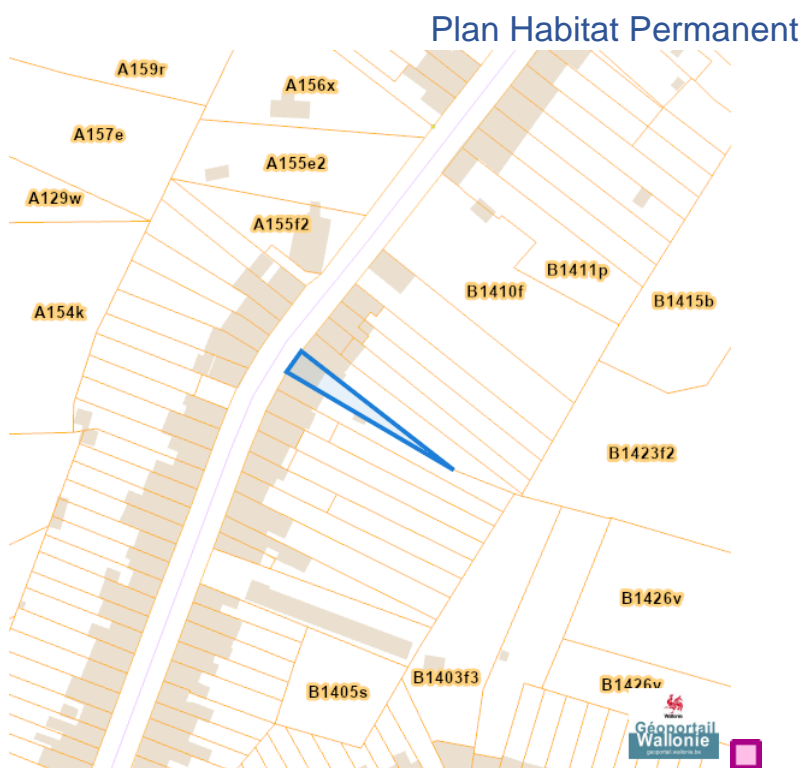 Plan Habitat Permanent
A159r
A156x
A157e
A155e2
A129w
A155f2
B1411p
B1410f
B1415b
A154k
B1423f2
B1426v
B1403f3
B1426v
B1405s
Wallonie
Géoportail
Wallonie
geoportail.wallonie.be